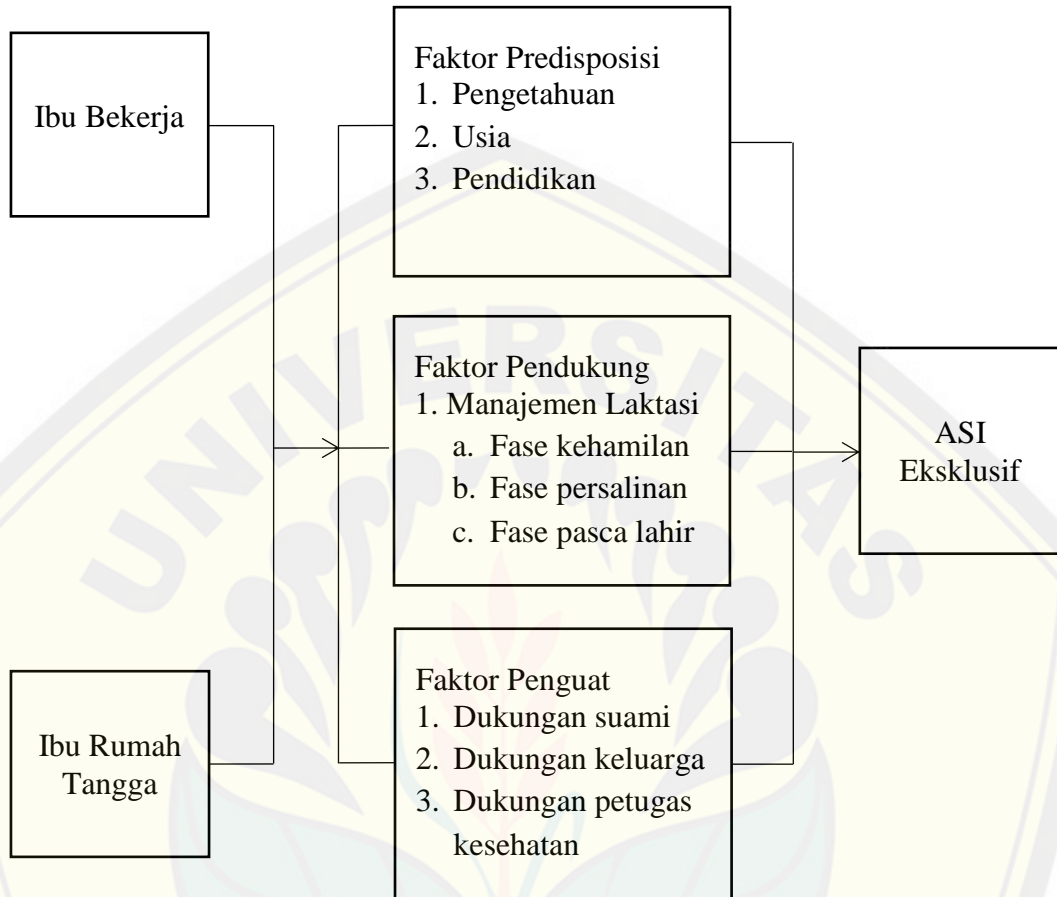 Ibu Bekerja
Faktor Predisposisi
1. Pengetahuan
2. Usia
3. Pendidikan
Faktor Pendukung
1. Manajemen Laktasi
a. Fase kehamilan
b. Fase persalinan
c. Fase pasca lahir
ASI
Eksklusif
Ibu Rumah
Tangga
Faktor Penguat
1. Dukungan suami
2. Dukungan keluarga
3. Dukungan petugas
kesehatan
UNIVERSITAS